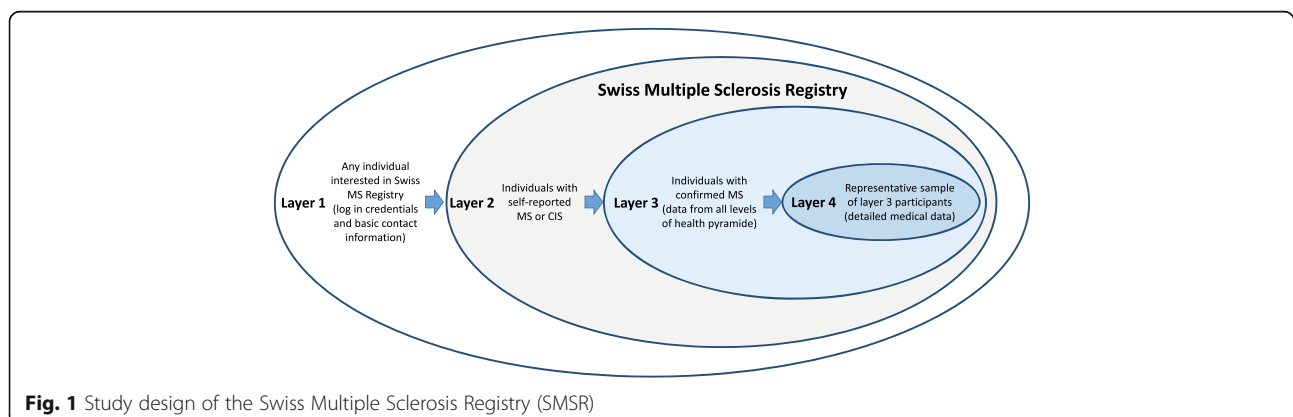 Swiss Multiple Sclerosis Registry
Layer 1
Any individual
interested in Swiss
MS Registry
(log in credentials
and basic contact
information)
Layer 2
Individuals with
self-reported
MS or CIS
Layer 3
Individuals with
confirmed MS
(data from all levels
of health pyramide)
Layer 4
Representative sample
of layer 3 participants
(detailed medical data)
Fig. 1 Study design of the Swiss Multiple Sclerosis Registry (SMSR)